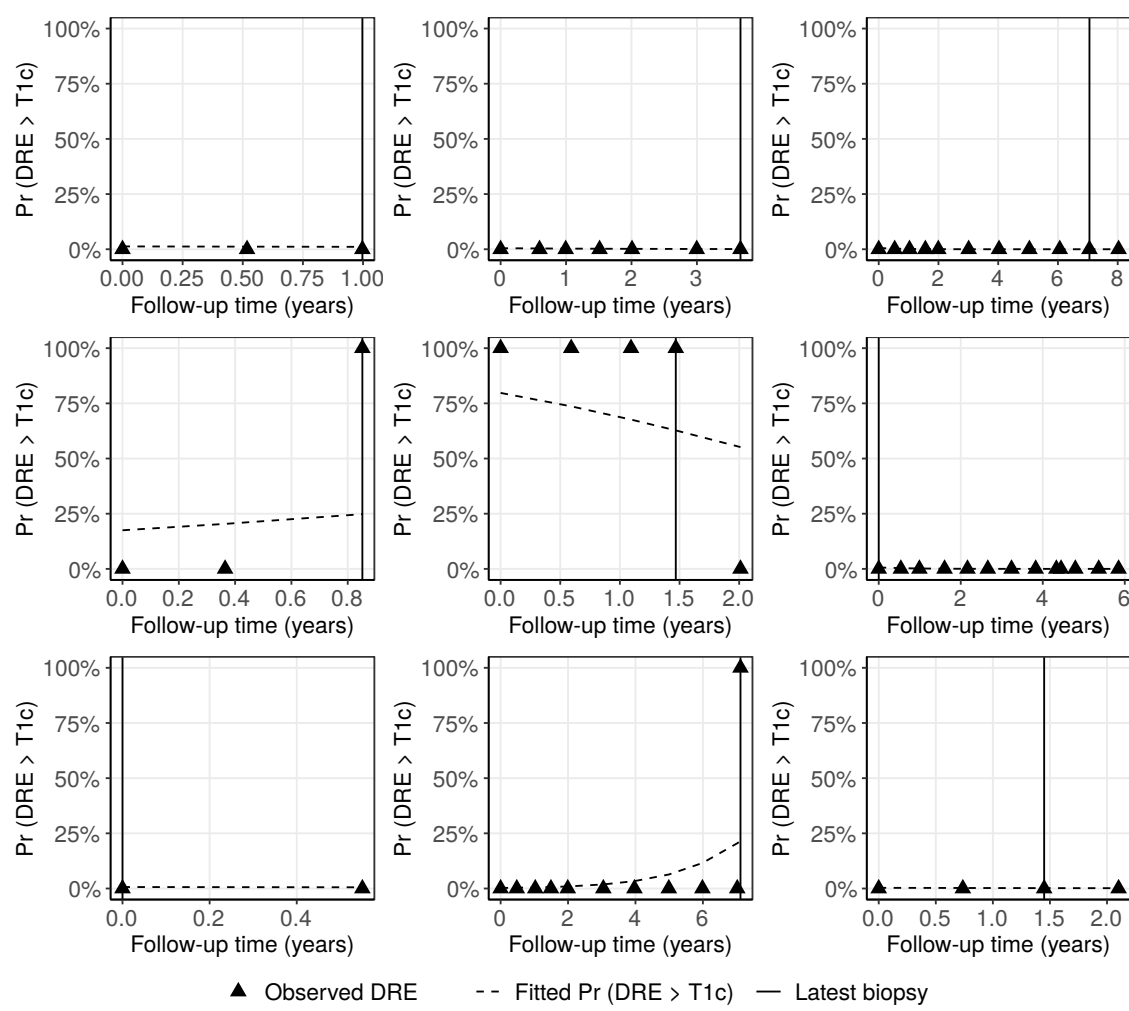 100%
75%
50%
25%
0%
Pr (DRE > T1c)
0.00 0.25 0.50 0.75 1.00
Follow-up time (years)
100%
75%
50%
25%
0%
Pr (DRE > T1c)
0 1 2 3
Follow-up time (years)
100%
75%
50%
25%
0%
Pr (DRE > T1c)
0 2 4 6 8
Follow-up time (years)
100%
75%
50%
25%
0%
Pr (DRE > T1c)
0.0 0.2 0.4 0.6 0.8
Follow-up time (years)
100%
75%
50%
25%
0%
Pr (DRE > T1c)
0.0 0.5 1.0 1.5 2.0
Follow-up time (years)
100%
75%
50%
25%
0%
Pr (DRE > T1c)
0 2 4 6
Follow-up time (years)
100%
75%
50%
25%
0%
Pr (DRE > T1c)
0.0 0.2 0.4
Follow-up time (years)
100%
75%
50%
25%
0%
Pr (DRE > T1c)
0 2 4 6
Follow-up time (years)
100%
75%
50%
25%
0%
Pr (DRE > T1c)
0.0 0.5 1.0 1.5 2.0
Follow-up time (years)
Observed DRE Fitted Pr (DRE > T1c) Latest biopsy